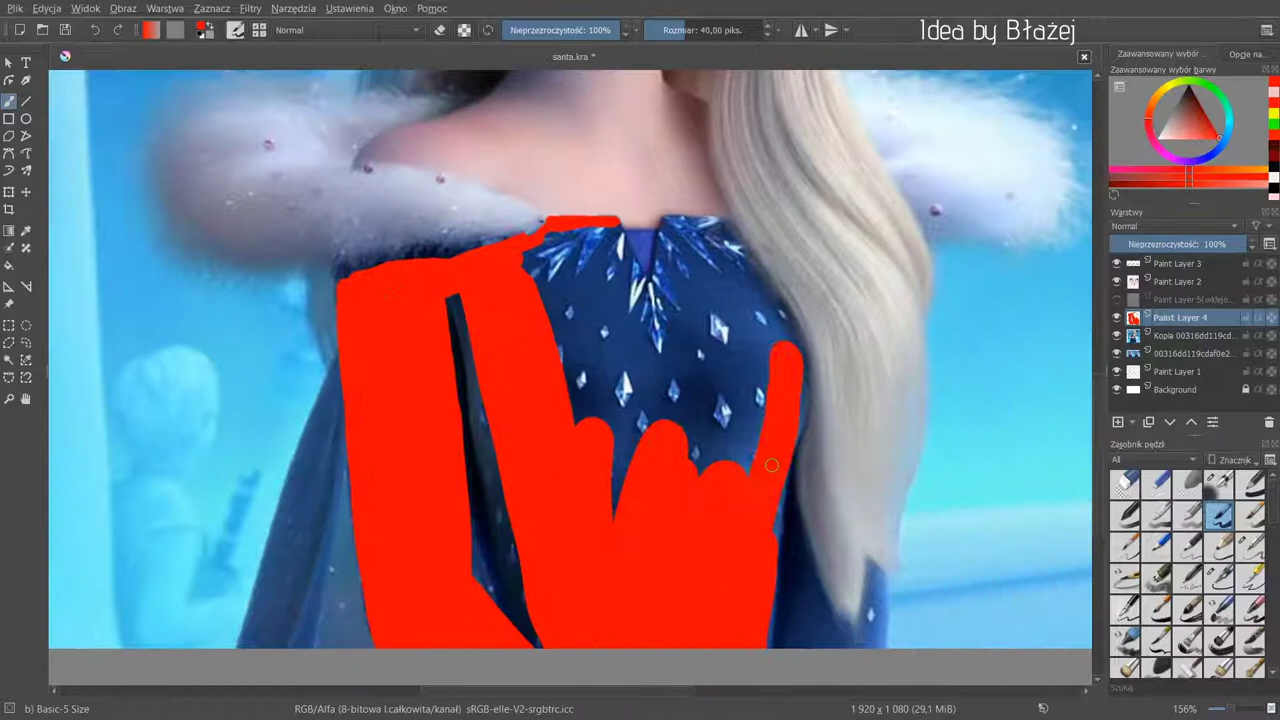 Plik Edycja Widok Obraz Warstwa Zaznacz Filtry Narzędzia Ustawienia Okno Pomoc
Normal Nieprzezroczystość: 100% Rozmiar: 40,00 piks.
Idea by Błażej
santa.kra *
Zaawansowany wybór ... Opcje na...
Zaawansowany wybór barwy
Warstwy
Normal
Nieprzezroczystość: 100%
Paint Layer 3
Paint Layer 2
Paint Layer 5(wklejo...
Paint Layer 4
Kopia 00316dd119cd...
00316dd119cdaf0e2...
Paint Layer 1
Background
Zasobnik pędzli
All Znacznik
Szukaj
b) Basic-5 Size RGB/Alfa (8-bitowa l.całkowita/kanał) sRGB-elle-V2-srgbtrc.icc 1 920 x 1 080 (29,1 MiB) 156%